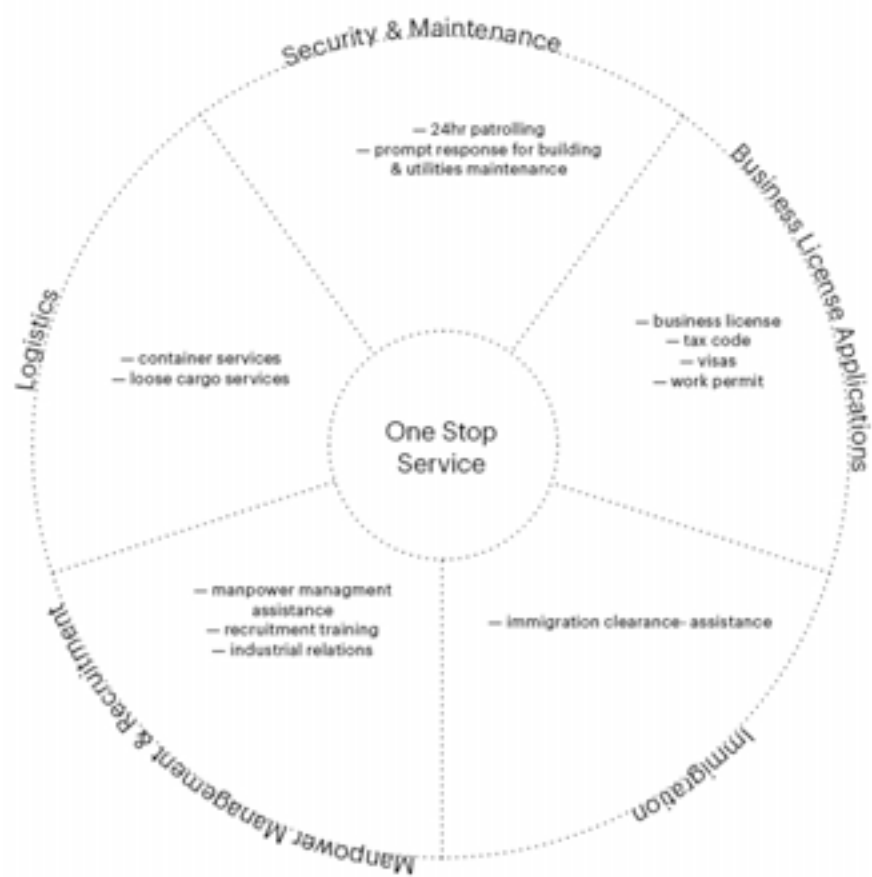 Security & Maintenance
— 24hr patrolling
— prompt response for building
& utilities maintenance
Business License Applications
— business license
— tax code
— visas
— work permit
Logistics
— container services
— loose cargo services
One Stop
Service
— manpower managment
assistance
— recruitment training
— industrial relations
Manpower Management & Recruitment
— immigration clearance- assistance
Immigration